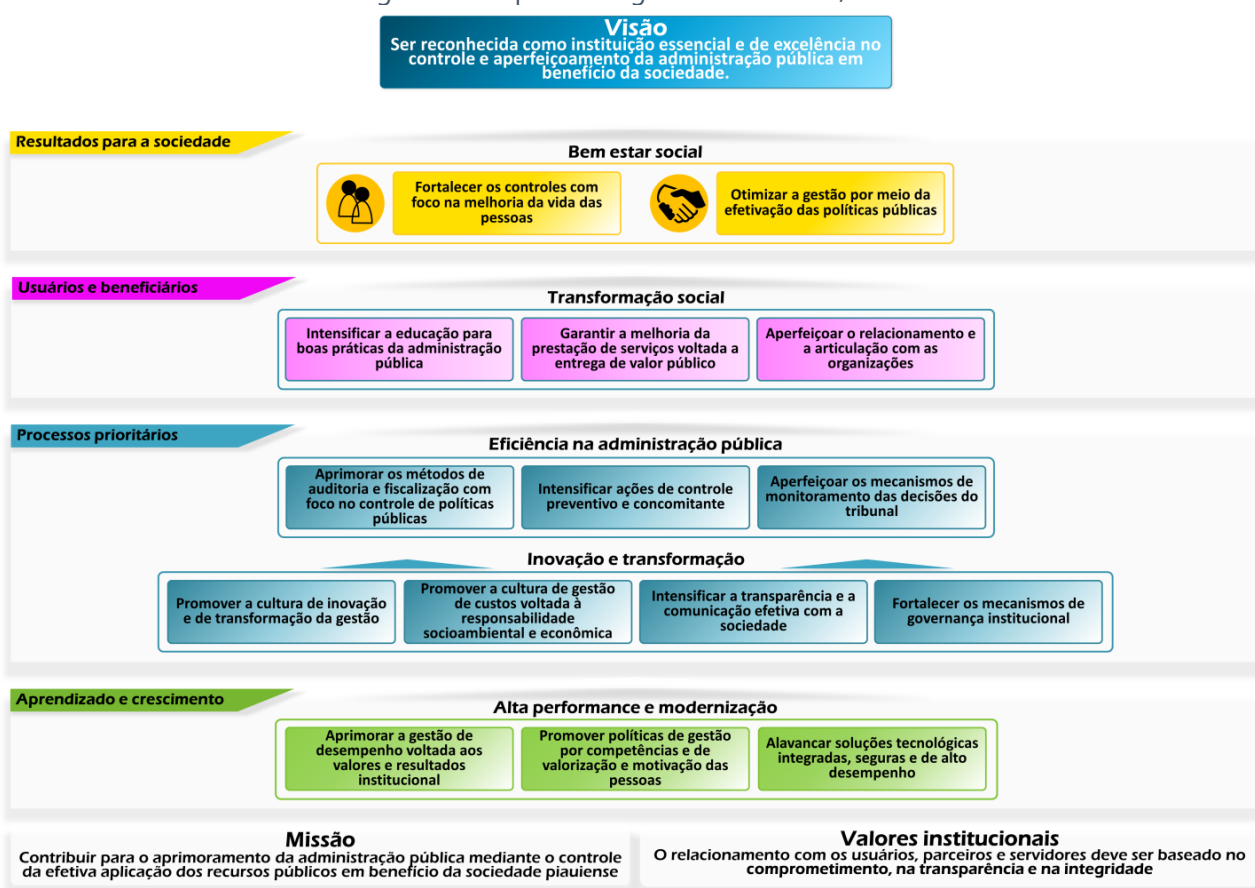 Visão
Ser reconhecida como instituição essencial e de excelência no
controle e aperfeiçoamento da administração pública em
benefício da sociedade.
Resultados para a sociedade
Bem estar social
Fortalecer os controles com
foco na melhoria da vida das
pessoas
Otimizar a gestão por meio da
efetivação das políticas públicas
Usuários e beneficiários
Transformação social
Intensificar a educação para
boas práticas da administração
pública
Garantir a melhoria da
prestação de serviços voltada a
entrega de valor público
Aperfeiçoar o relacionamento e
a articulação com as
organizações
Processos prioritários
Eficiência na administração pública
Aprimorar os métodos de
auditoria e fiscalização com
foco no controle de políticas
públicas
Intensificar ações de controle
preventivo e concomitante
Aperfeiçoar os mecanismos de
monitoramento das decisões do
tribunal
Inovação e transformação
Promover a cultura de inovação
e de transformação da gestão
Promover a cultura de gestão
de custos voltada à
responsabilidade
socioambiental e econômica
Intensificar a transparência e a
comunicação efetiva com a
sociedade
Fortalecer os mecanismos de
governança institucional
Aprendizado e crescimento
Alta performance e modernização
Aprimorar a gestão de
desempenho voltada aos
valores e resultados
institucional
Promover políticas de gestão
por competências e de
valorização e motivação das
pessoas
Alavancar soluções tecnológicas
integradas, seguras e de alto
desempenho
Missão
Contribuir para o aprimoramento da administração pública mediante o controle
da efetiva aplicação dos recursos públicos em benefício da sociedade piauiense
Valores institucionais
O relacionamento com os usuários, parceiros e servidores deve ser baseado no
comprometimento, na transparência e na integridade